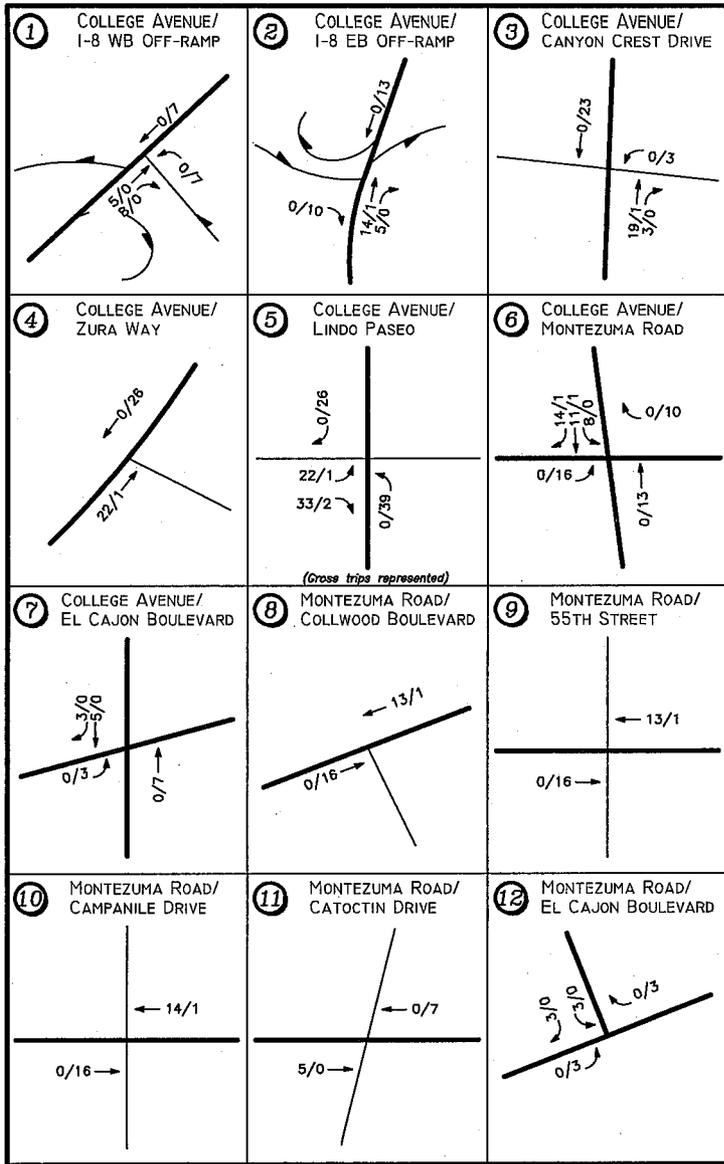 1
COLLEGE AVENUE/
I-8 WB OFF-RAMP
0/7
5/0
8/0
0/7
2
COLLEGE AVENUE/
I-8 EB OFF-RAMP
0/13
0/10
14/1
5/0
3
COLLEGE AVENUE/
CANYON CREST DRIVE
0/23
0/3
19/1
3/0
4
COLLEGE AVENUE/
ZURA WAY
0/26
22/1
5
COLLEGE AVENUE/
LINDO PASEO
0/26
22/1
33/2
0/39
(Gross trips represented)
6
COLLEGE AVENUE/
MONTEZUMA ROAD
14/1
11/1
8/0
0/10
0/16
0/13
7
COLLEGE AVENUE/
EL CAJON BOULEVARD
3/0
5/0
0/3
0/7
8
MONTEZUMA ROAD/
COLLWOOD BOULEVARD
13/1
0/16
9
MONTEZUMA ROAD/
55TH STREET
13/1
0/16
10
MONTEZUMA ROAD/
CAMPANILE DRIVE
14/1
0/16
11
MONTEZUMA ROAD/
CATOCTIN DRIVE
0/7
5/0
12
MONTEZUMA ROAD/
EL CAJON BOULEVARD
3/0
3/0
0/3
0/3